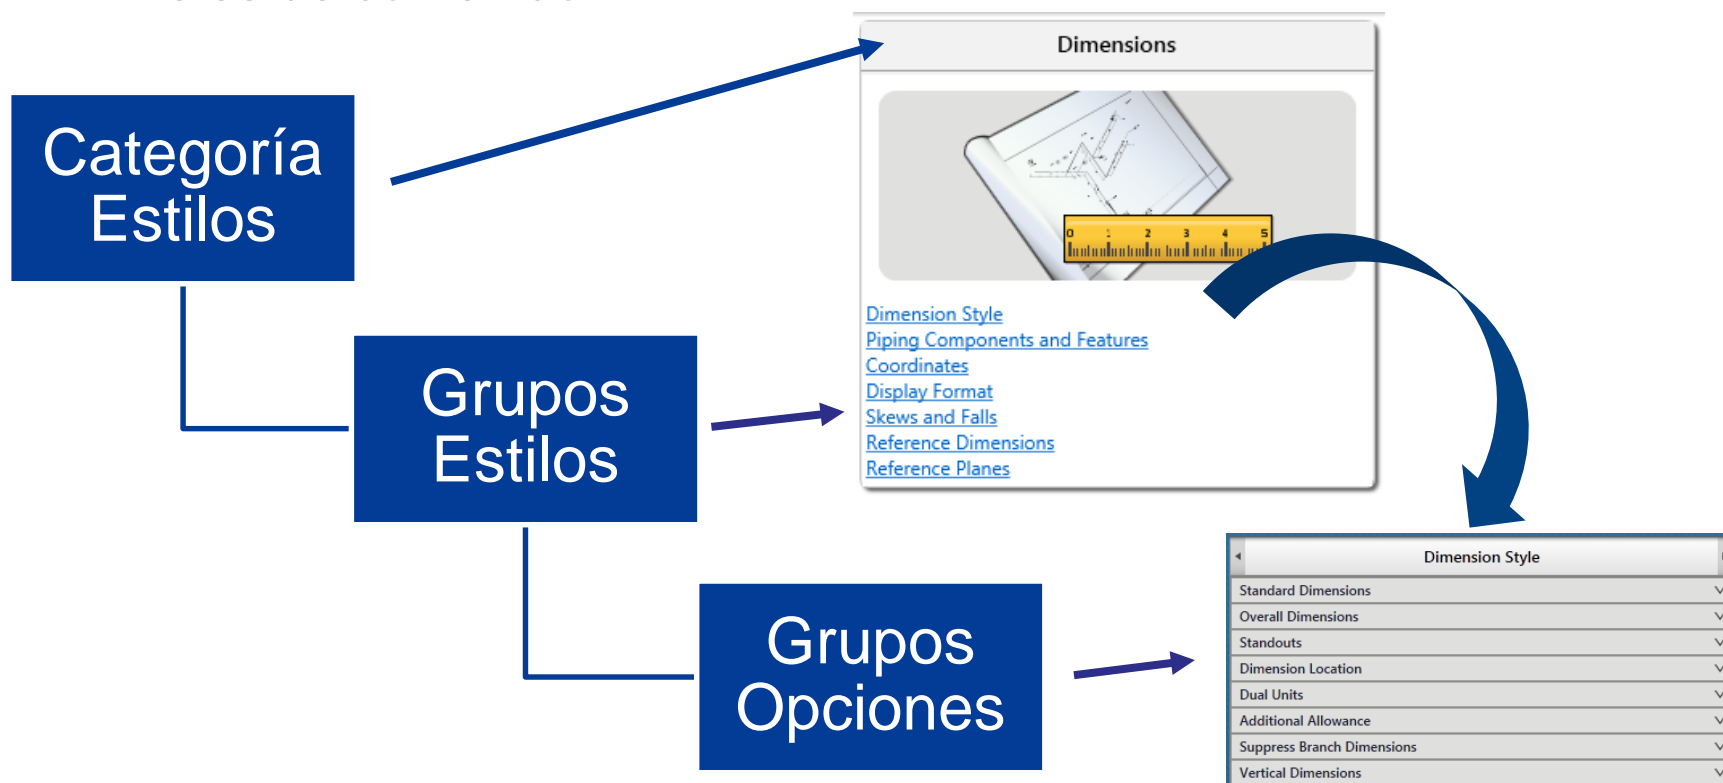 Dimensions
Categoría
Estilos
0 1 2 3 4 5
Dimension Style
Piping Components and Features
Coordinates
Display Format
Skews and Falls
Reference Dimensions
Reference Planes
Grupos
Estilos
Grupos
Opciones
Dimension Style
Standard Dimensions
Overall Dimensions
Standouts
Dimension Location
Dual Units
Additional Allowance
Suppress Branch Dimensions
Vertical Dimensions